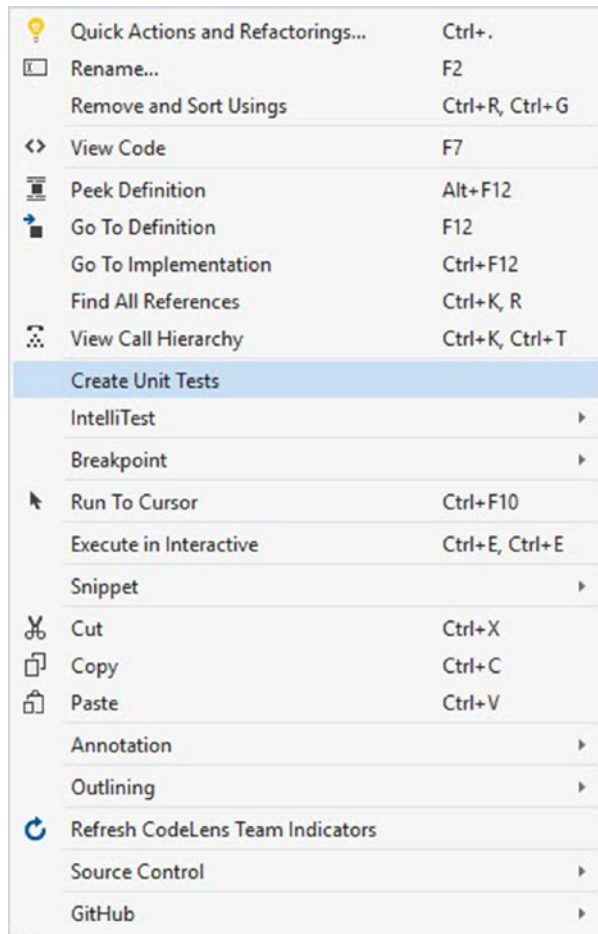 Quick Actions and Refactorings... Ctrl+.
Rename... F2
Remove and Sort Usings Ctrl+R, Ctrl+G
View Code F7
Peek Definition Alt+F12
Go To Definition F12
Go To Implementation Ctrl+F12
Find All References Ctrl+K, R
View Call Hierarchy Ctrl+K, Ctrl+T
Create Unit Tests
IntelliTest
Breakpoint
Run To Cursor Ctrl+F10
Execute in Interactive Ctrl+E, Ctrl+E
Snippet
Cut Ctrl+X
Copy Ctrl+C
Paste Ctrl+V
Annotation
Outlining
Refresh CodeLens Team Indicators
Source Control
GitHub